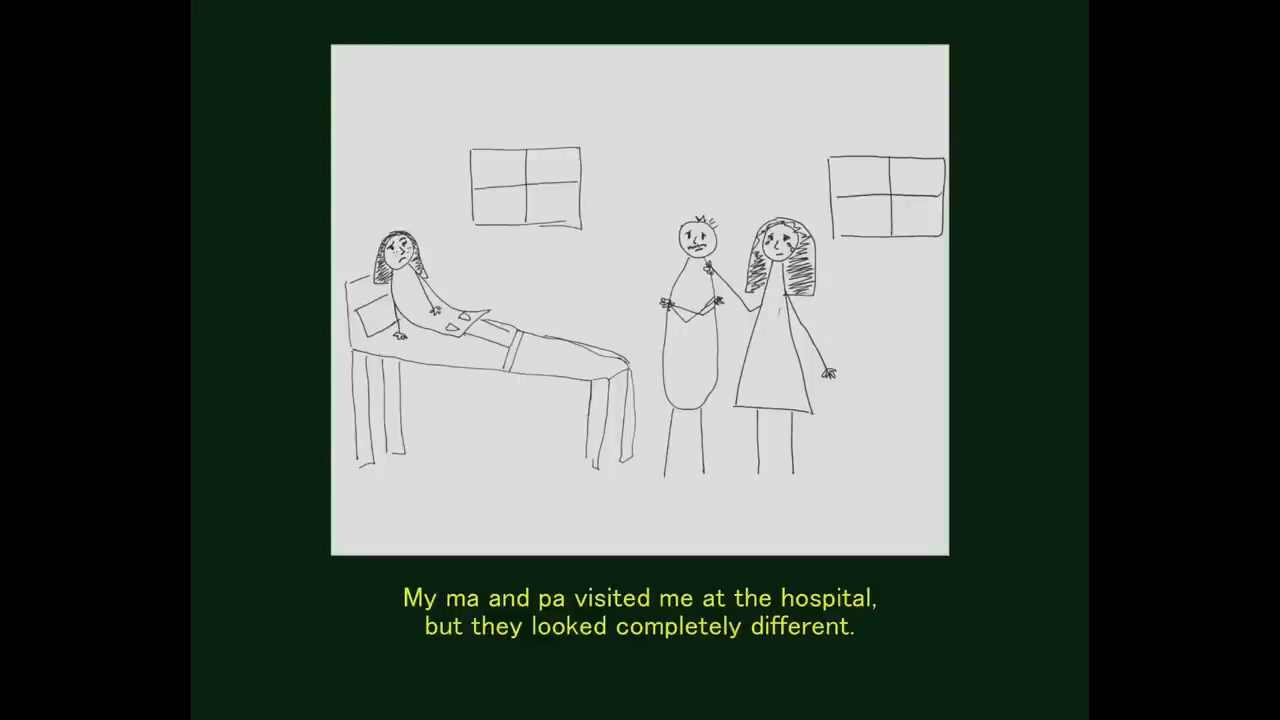 My ma and pa visited me at the hospital,
but they looked completely different.